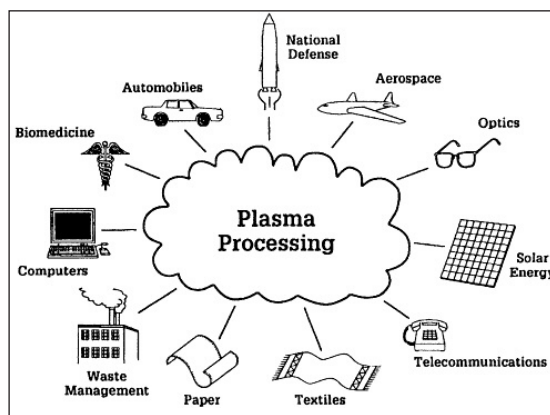 National
Defense
Aerospace
Automobiles
Optics
Biomedicine
Plasma
Processing
Solar
Energy
Computers
Telecommunications
Waste
Management
Paper
Textiles